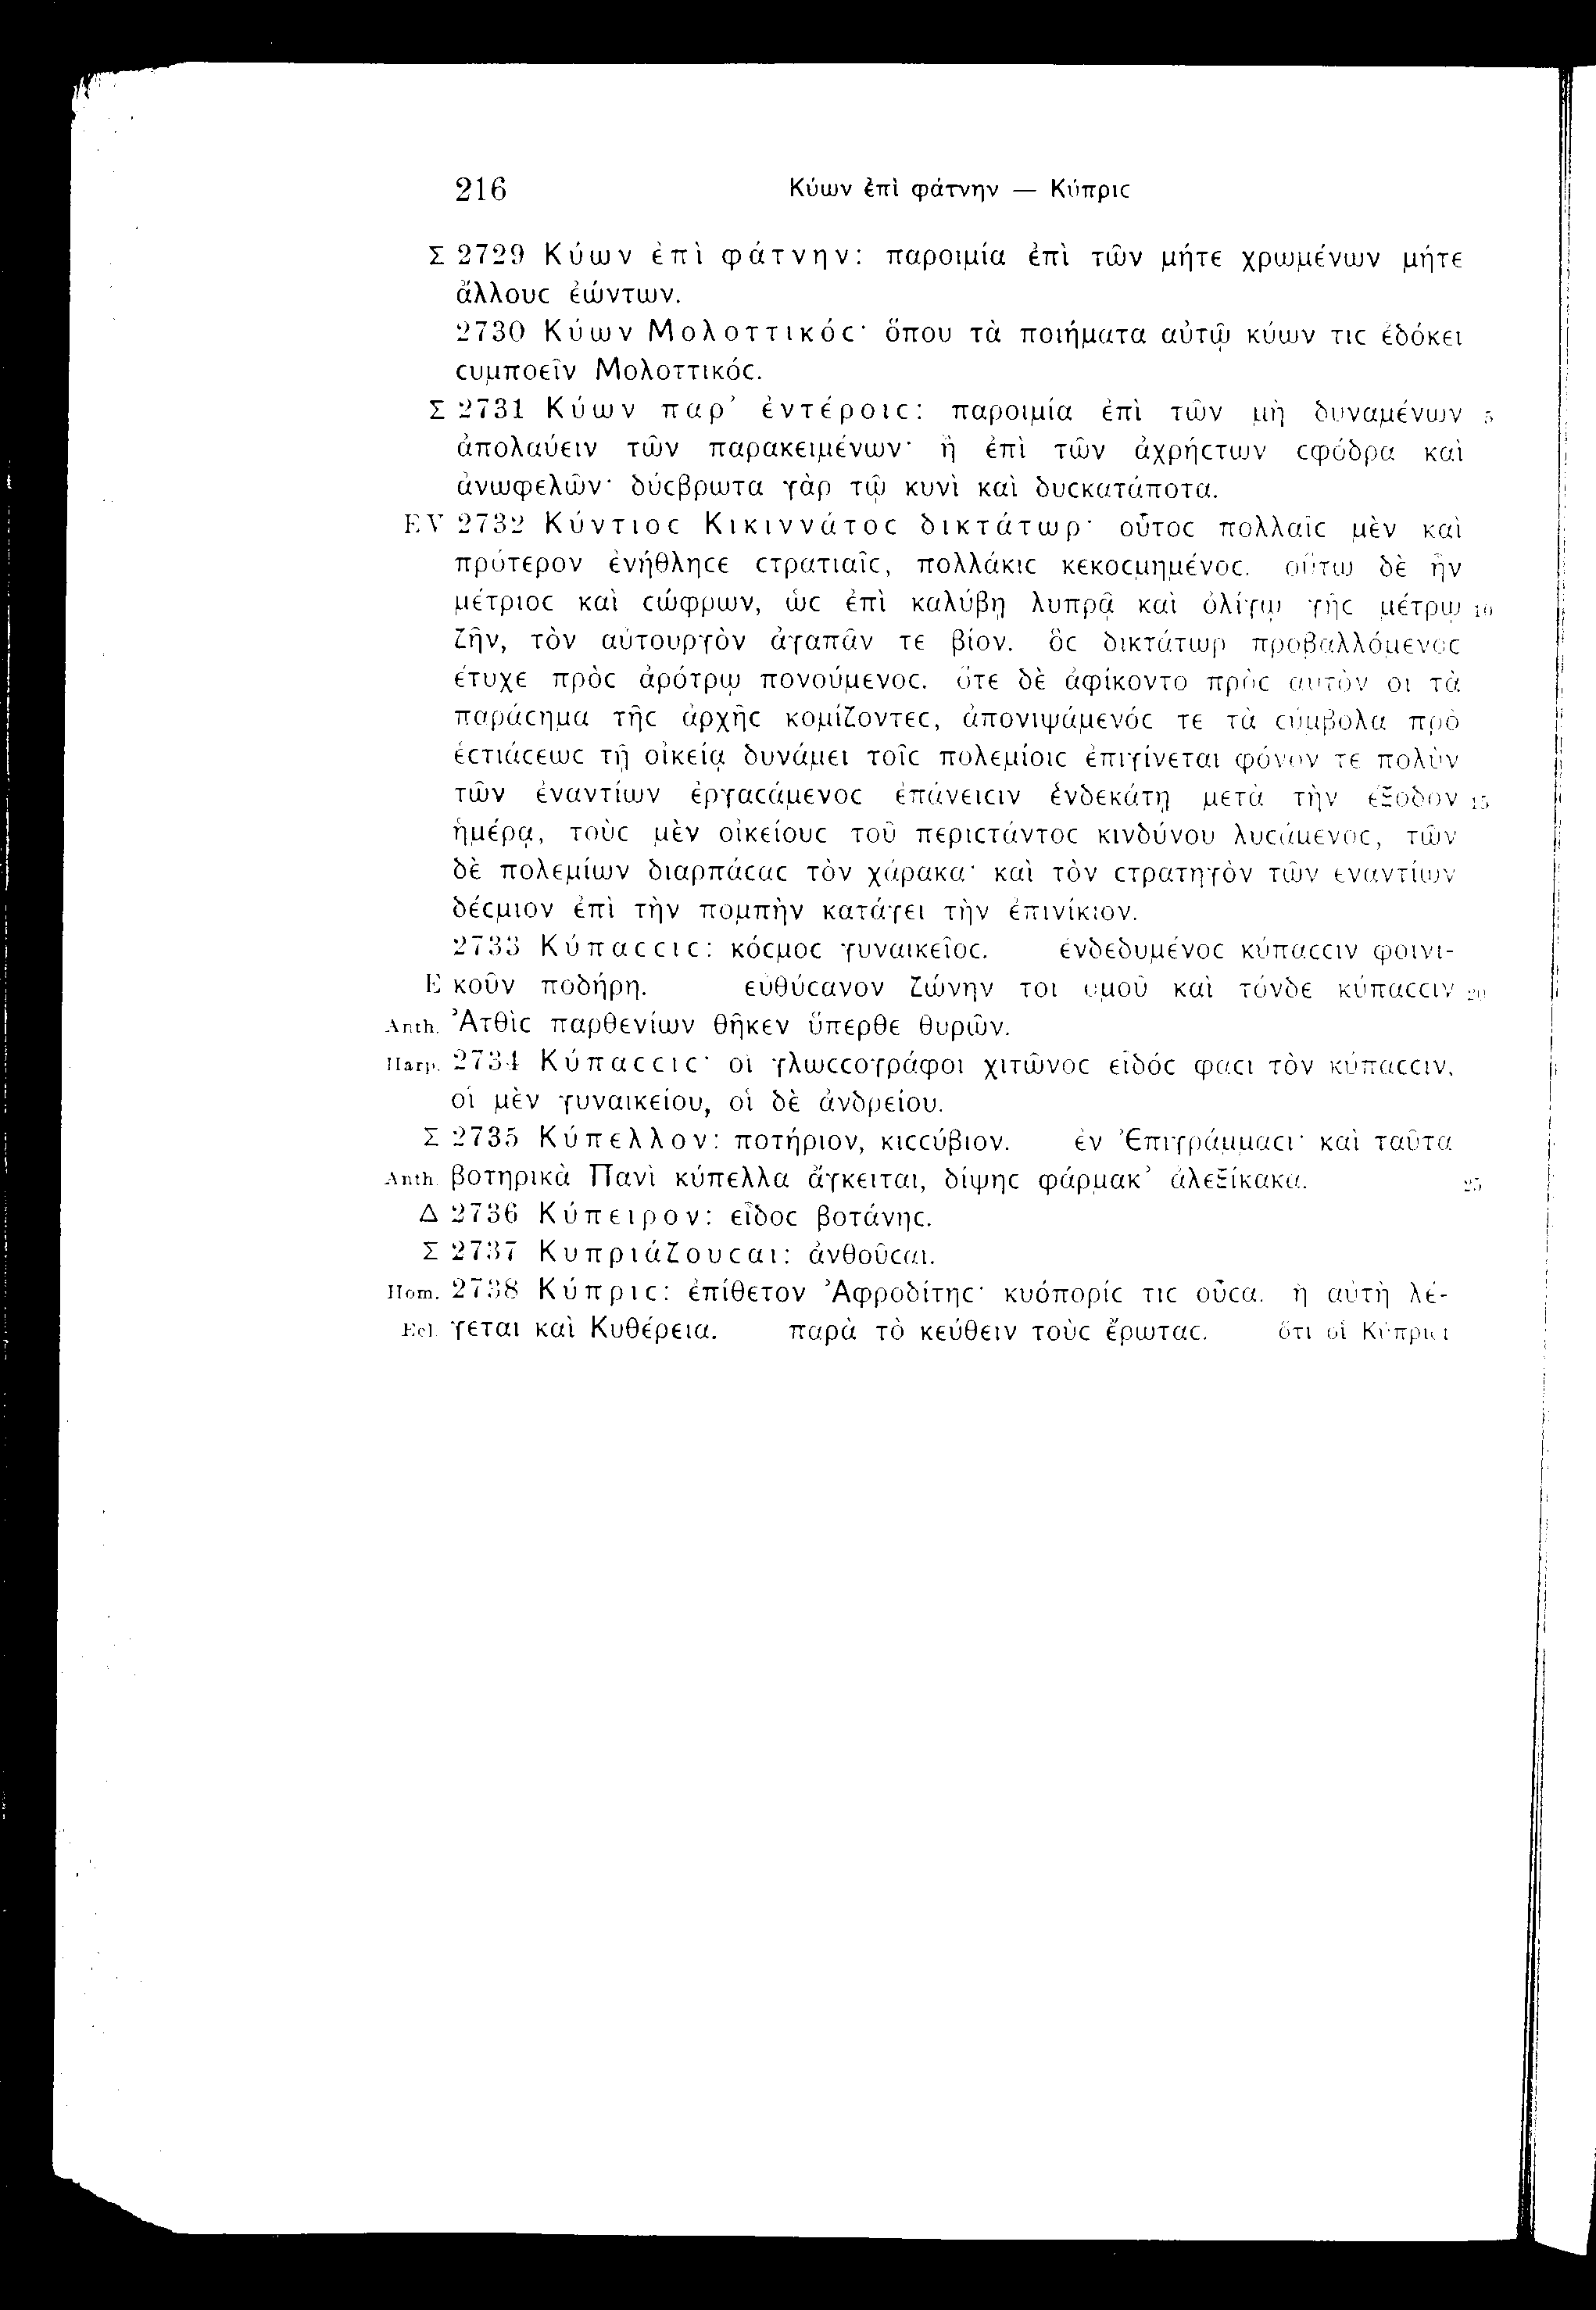 216 Κύων ἐπὶ φάτνην — Κύπρις
Σ 2729 Κύων ἐπὶ φάτνην: παροιμία ἐπὶ τῶν μήτε χρωμένων μήτε
ἄλλους ἐώντων.
2730 Κύων Μολοττικός· ὅπου τὰ ποιήματα αὐτῷ κύων τις ἐδόκει
συμποεῖν Μολοττικός.
Σ 2731 Κύων παρ’ ἐντέροις: παροιμία ἐπὶ τῶν μὴ δυναμένων 5
ἀπολαύειν τῶν παρακειμένων· ἢ ἐπὶ τῶν ἀχρήστων σφόδρα καὶ
ἀνωφελῶν· δύσβρωτα γὰρ τῷ κυνὶ καὶ δυσκατάποτα.
EV 2732 Κύντιος Κικιννάτος δικτάτωρ· οὗτος πολλαῖς μὲν καὶ
πρότερον ἐνήθλησε στρατιαῖς, πολλάκις κεκοσμημένος. οὕτω δὲ ἦν
μέτριος καὶ σώφρων, ὡς ἐπὶ καλύβῃ λυπρᾷ καὶ ὀλίγῳ γῆς μέτρῳ 10
ζῆν, τὸν αὐτουργὸν ἀγαπᾶν τε βίον. ὃς δικτάτωρ προβαλλόμενος
ἔτυχε πρὸς ἀρότρῳ πονούμενος. ὅτε δὲ ἀφίκοντο πρὸς αὐτὸν οἱ τὰ
παράσημα τῆς ἀρχῆς κομίζοντες, ἀπονιψάμενός τε τὰ σύμβολα πρὸ
ἑστιάσεως τῇ οἰκείᾳ δυνάμει τοῖς πολεμίοις ἐπιγίνεται φόνον τε πολὺν
τῶν ἐναντίων ἐργασάμενος ἐπάνεισιν ἑνδεκάτῃ μετὰ τὴν ἔξοδον 15
ἡμέρᾳ, τοὺς μὲν οἰκείους τοῦ περιστάντος κινδύνου λυσάμενος, τῶν
δὲ πολεμίων διαρπάσας τὸν χάρακα· καὶ τὸν στρατηγὸν τῶν ἐναντίων
δέσμιον ἐπὶ τὴν πομπὴν κατάγει τὴν ἐπινίκιον.
2733 Κύπασσις: κόσμος γυναικεῖος. ἐνδεδυμένος κύπασσιν φοινι-
E κοῦν ποδήρη. εὐθύσανον ζώνην τοι ὁμοῦ καὶ τόνδε κύπασσιν 20
Anth. Ἀτθὶς παρθενίων θῆκεν ὕπερθε θυρῶν.
Harp. 2734 Κύπασσις· οἱ γλωσσογράφοι χιτῶνος εἶδός φασι τὸν κύπασσιν,
οἱ μὲν γυναικείου, οἱ δὲ ἀνδρείου.
Σ 2735 Κύπελλον: ποτήριον, κισσύβιον. ἐν Ἐπιγράμμασι· καὶ ταῦτα
Anth. βοτηρικὰ Πανὶ κύπελλα ἄγκειται, δίψης φάρμακ’ ἀλεξίκακα. 25
Δ 2736 Κύπειρον: εἶδος βοτάνης.
Σ 2737 Κυπριάζουσαι: ἀνθοῦσαι.
Hom. 2738 Κύπρις: ἐπίθετον Ἀφροδίτης· κυόπορίς τις οὖσα. ἡ αὐτὴ λέ-
Ecl. γεται καὶ Κυθέρεια. παρὰ τὸ κεύθειν τοὺς ἔρωτας. ὅτι οἱ Κύπριοι